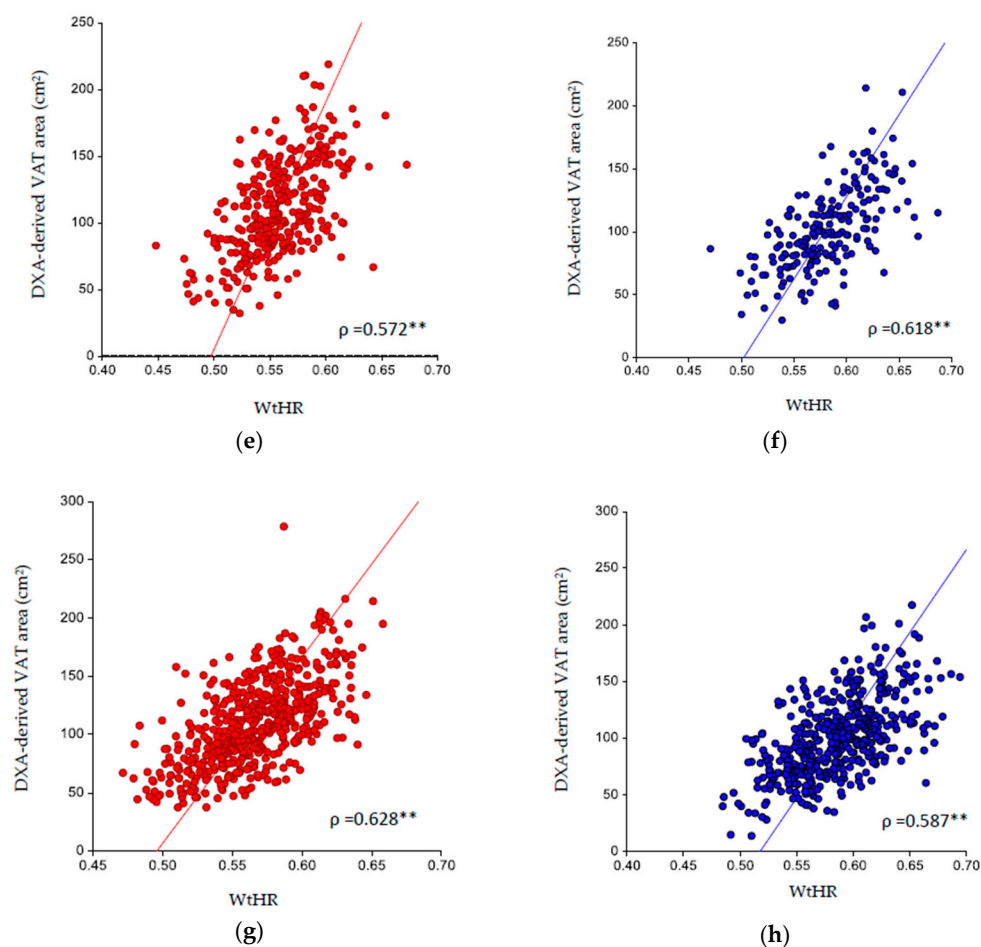 250
200
150
100
50
0
DXA-derived VAT area (cm²)
ρ =0.572**
0.40 0.45 0.50 0.55 0.60 0.65 0.70
WtHR
(e)
250
200
150
100
50
0
DXA-derived VAT area (cm²)
ρ =0.618**
0.40 0.45 0.50 0.55 0.60 0.65 0.70
WtHR
(f)
300
250
200
150
100
50
0
DXA-derived VAT area (cm²)
ρ =0.628**
0.45 0.50 0.55 0.60 0.65 0.70
WtHR
(g)
300
250
200
150
100
50
0
DXA-derived VAT area (cm²)
ρ =0.587**
0.40 0.50 0.55 0.60 0.65 0.70
WtHR
(h)